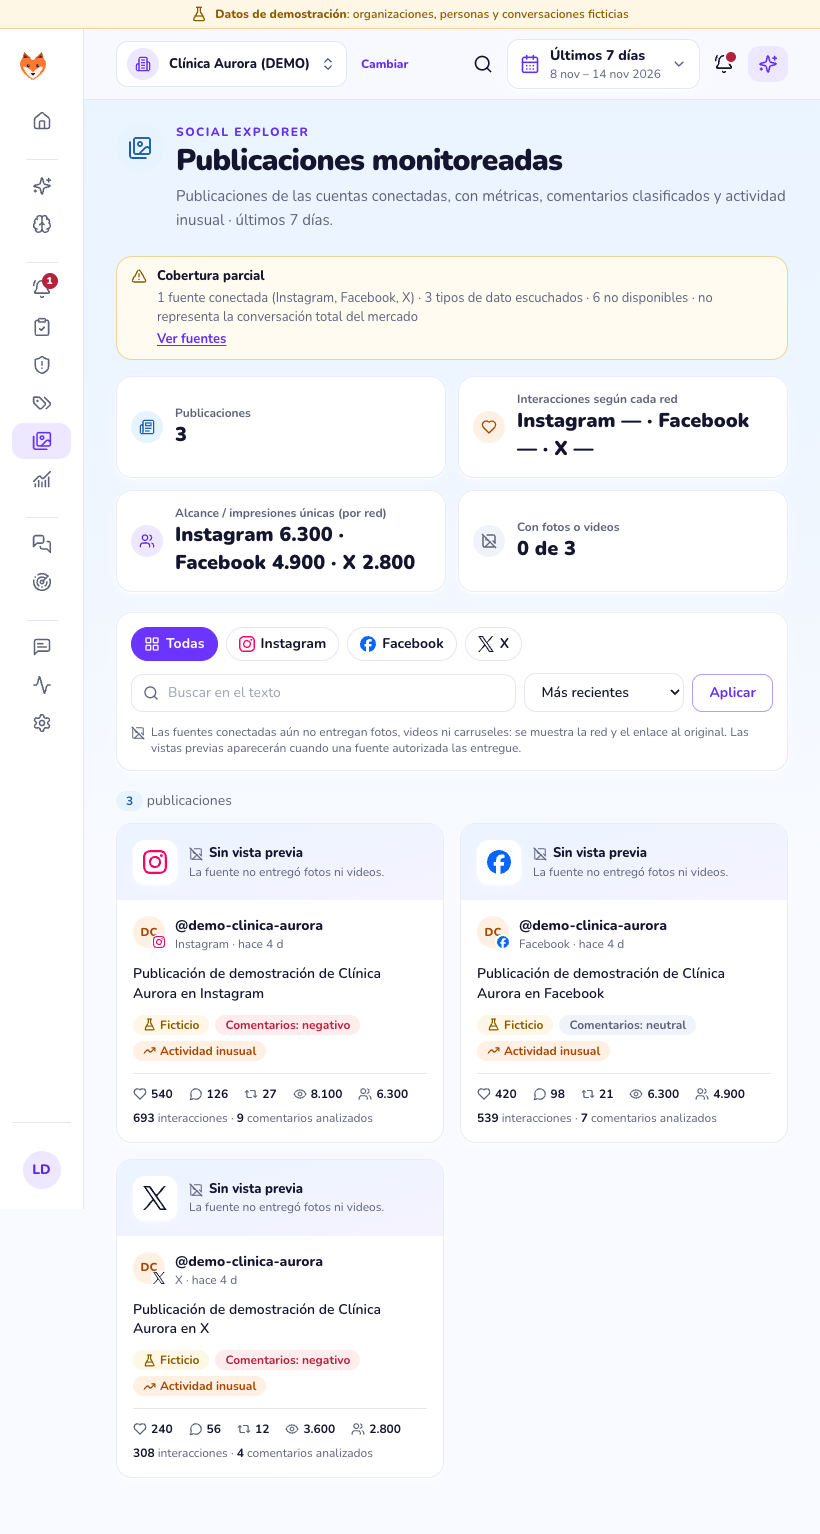 Datos de demostración: organizaciones, personas y conversaciones ficticias
Clínica Aurora (DEMO)
Cambiar
Últimos 7 días
8 nov – 14 nov 2026
1
LD
SOCIAL EXPLORER
Publicaciones monitoreadas
Publicaciones de las cuentas conectadas, con métricas, comentarios clasificados y actividad
inusual · últimos 7 días.
Cobertura parcial
1 fuente conectada (Instagram, Facebook, X) · 3 tipos de dato escuchados · 6 no disponibles · no
representa la conversación total del mercado
Ver fuentes
Publicaciones
3
Interacciones según cada red
Instagram — · Facebook
— · X —
Alcance / impresiones únicas (por red)
Instagram 6.300 ·
Facebook 4.900 · X 2.800
Con fotos o videos
0 de 3
Todas
Instagram
Facebook
X
Buscar en el texto
Más recientes
Aplicar
Las fuentes conectadas aún no entregan fotos, videos ni carruseles: se muestra la red y el enlace al original. Las
vistas previas aparecerán cuando una fuente autorizada las entregue.
3 publicaciones
Sin vista previa
La fuente no entregó fotos ni videos.
DC
@demo-clinica-aurora
Instagram · hace 4 d
Publicación de demostración de Clínica
Aurora en Instagram
Ficticio
Comentarios: negativo
Actividad inusual
540 126 27 8.100 6.300
693 interacciones · 9 comentarios analizados
Sin vista previa
La fuente no entregó fotos ni videos.
DC
@demo-clinica-aurora
Facebook · hace 4 d
Publicación de demostración de Clínica
Aurora en Facebook
Ficticio
Comentarios: neutral
Actividad inusual
420 98 21 6.300 4.900
539 interacciones · 7 comentarios analizados
Sin vista previa
La fuente no entregó fotos ni videos.
DC
@demo-clinica-aurora
X · hace 4 d
Publicación de demostración de Clínica
Aurora en X
Ficticio
Comentarios: negativo
Actividad inusual
240 56 12 3.600 2.800
308 interacciones · 4 comentarios analizados